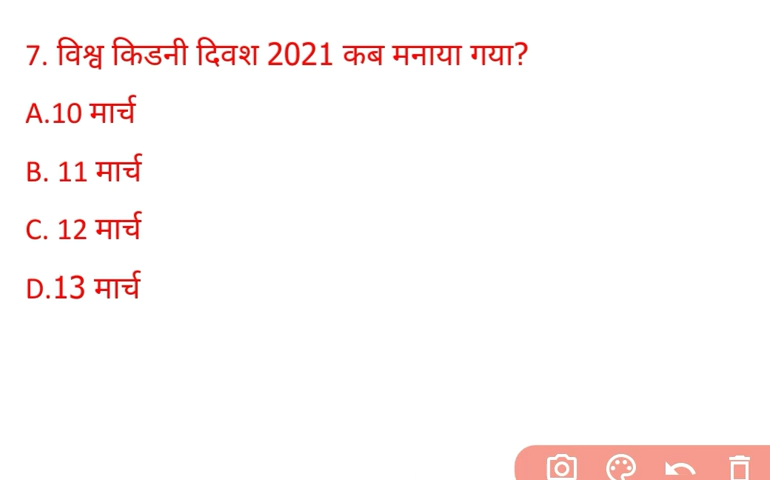 7. विश्व किडनी दिवश 2021 कब मनाया गया?
A.10 मार्च
B. 11 मार्च
C. 12 मार्च
D.13 मार्च